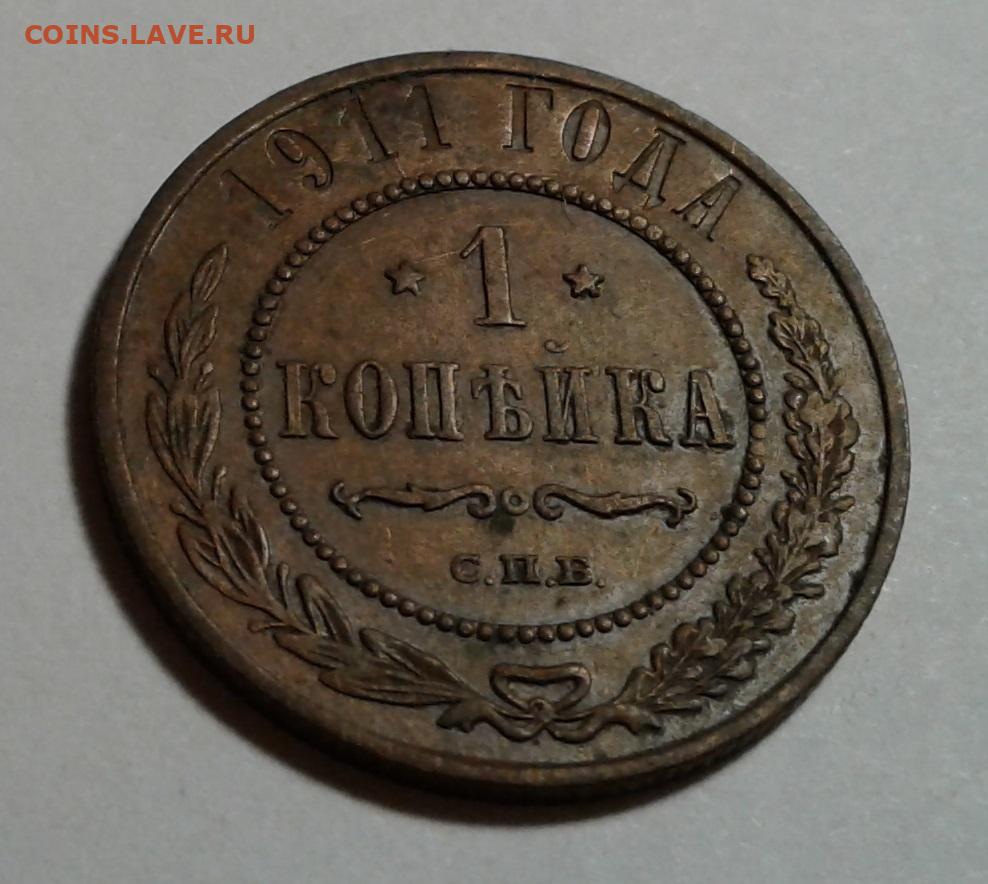 COINS.LAVE.RU
1911 ГОДА
* 1 *
КОПѢЙКА
С.П.Б.